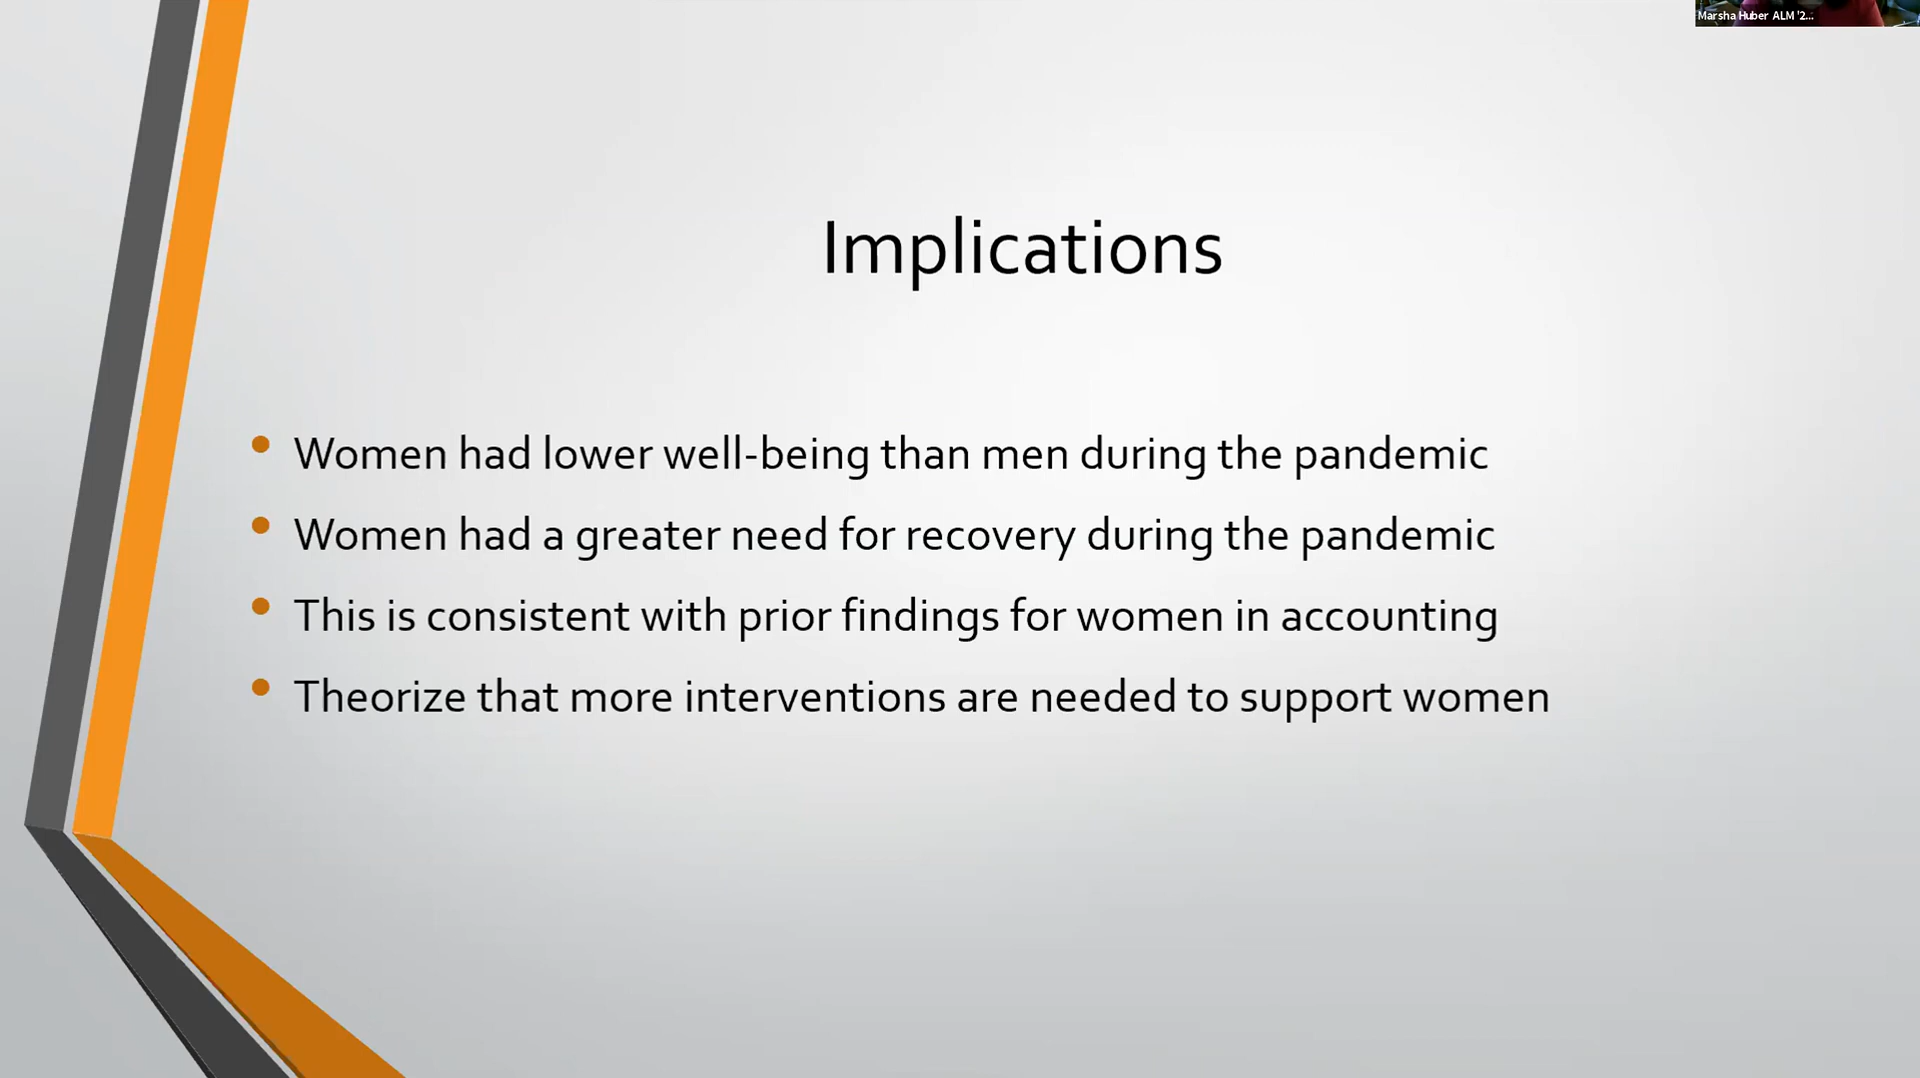 Marsha Huber ALM '2...
Implications
• Women had lower well-being than men during the pandemic
• Women had a greater need for recovery during the pandemic
• This is consistent with prior findings for women in accounting
• Theorize that more interventions are needed to support women